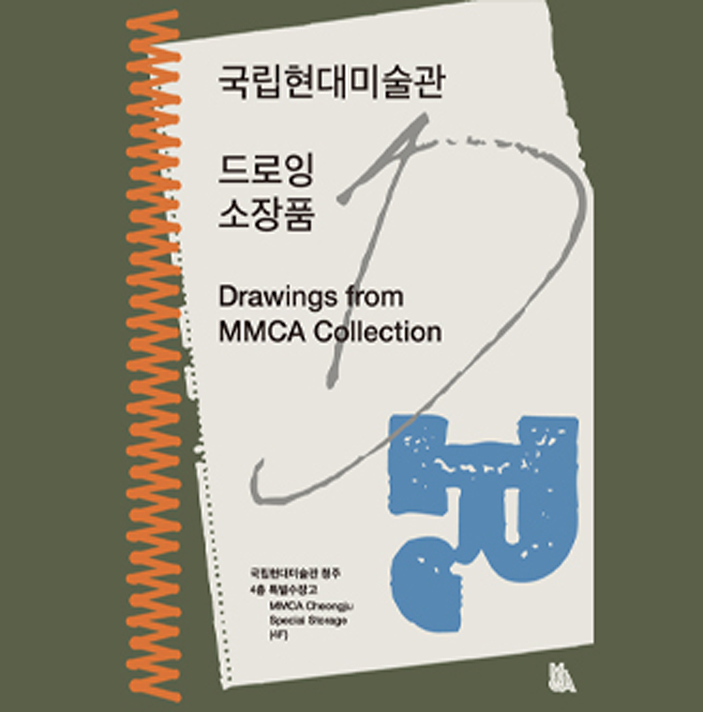 국립현대미술관
드로잉
소장품
Drawings from
MMCA Collection
D
R
국립현대미술관 청주
4층 특별수장고
MMCA Cheongju
Special Storage
[4F]